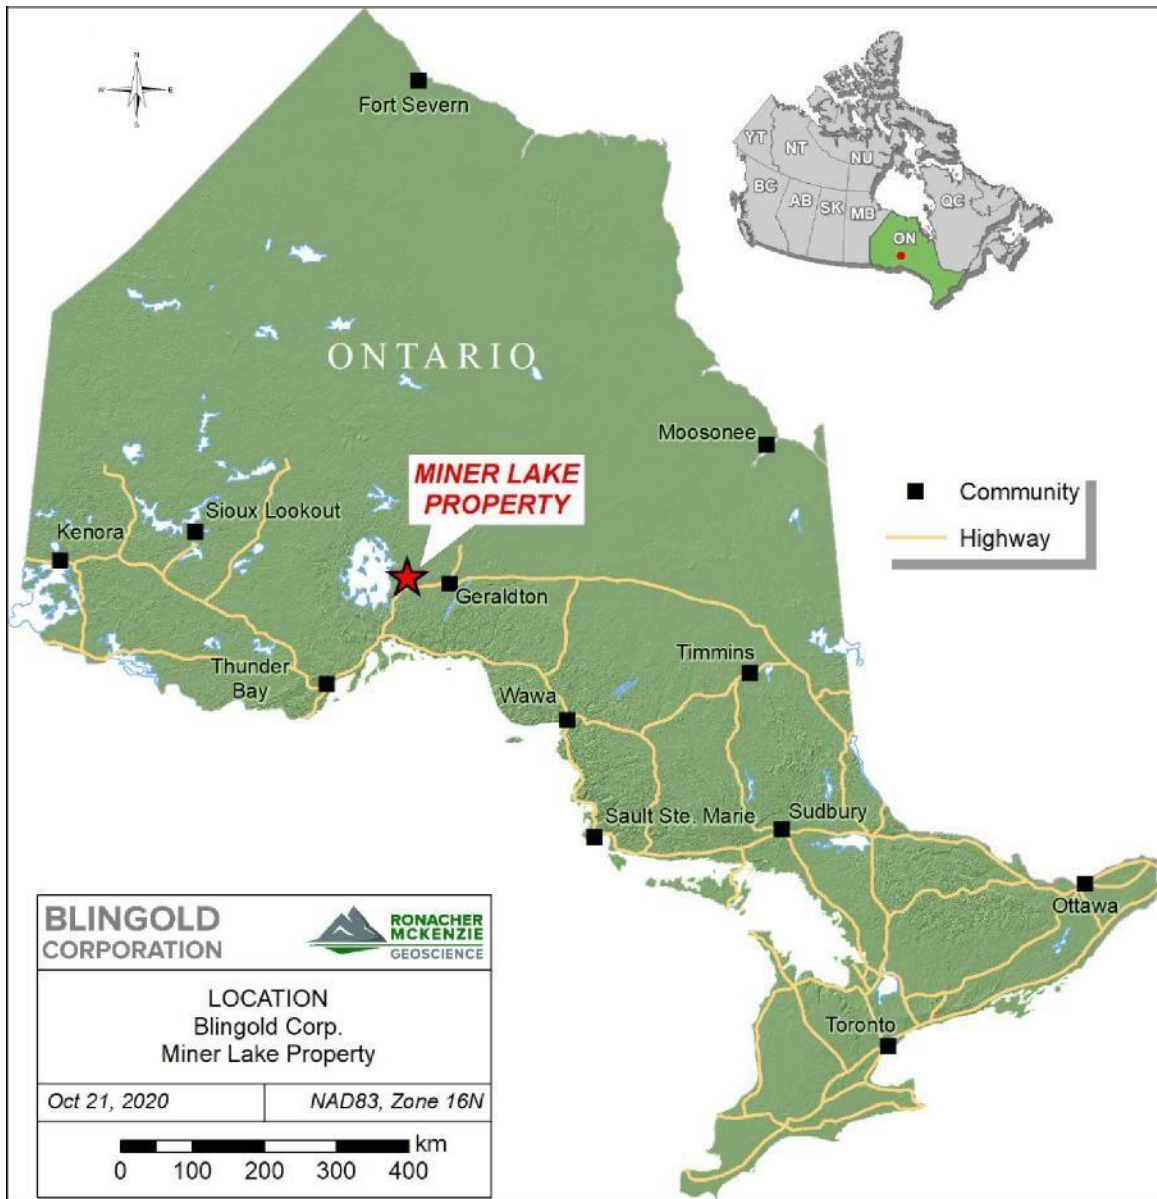 N
W E
S
Fort Severn
YT
NT
NU
BC
AB
SK
MB
QC
ON
ONTARIO
Moosonee
MINER LAKE
PROPERTY
Community
Highway
Sioux Lookout
Kenora
Geraldton
Thunder
Bay
Timmins
Wawa
Sault Ste. Marie
Sudbury
Ottawa
Toronto
BLINGOLD
CORPORATION
RONACHER
MCKENZIE
GEOSCIENCE
LOCATION
Blingold Corp.
Miner Lake Property
Oct 21, 2020
NAD83, Zone 16N
km
0 100 200 300 400